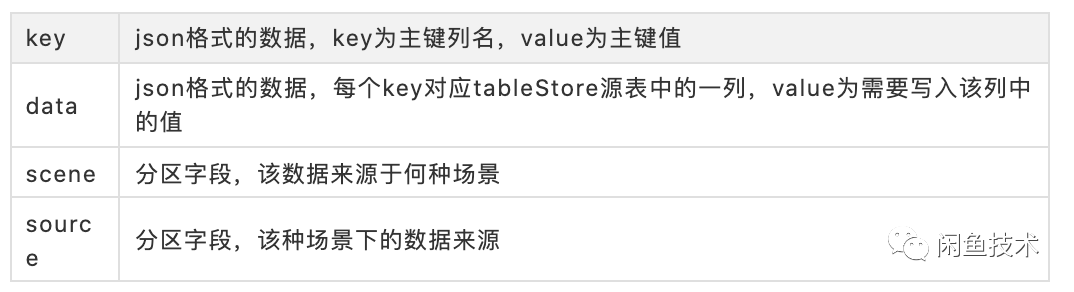 key json格式的数据，key为主键列名，value为主键值
data json格式的数据，每个key对应tableStore源表中的一列，value为需要写入该列中
的值
scene 分区字段，该数据来源于何种场景
sourc
e 分区字段，该种场景下的数据来源
闲鱼技术